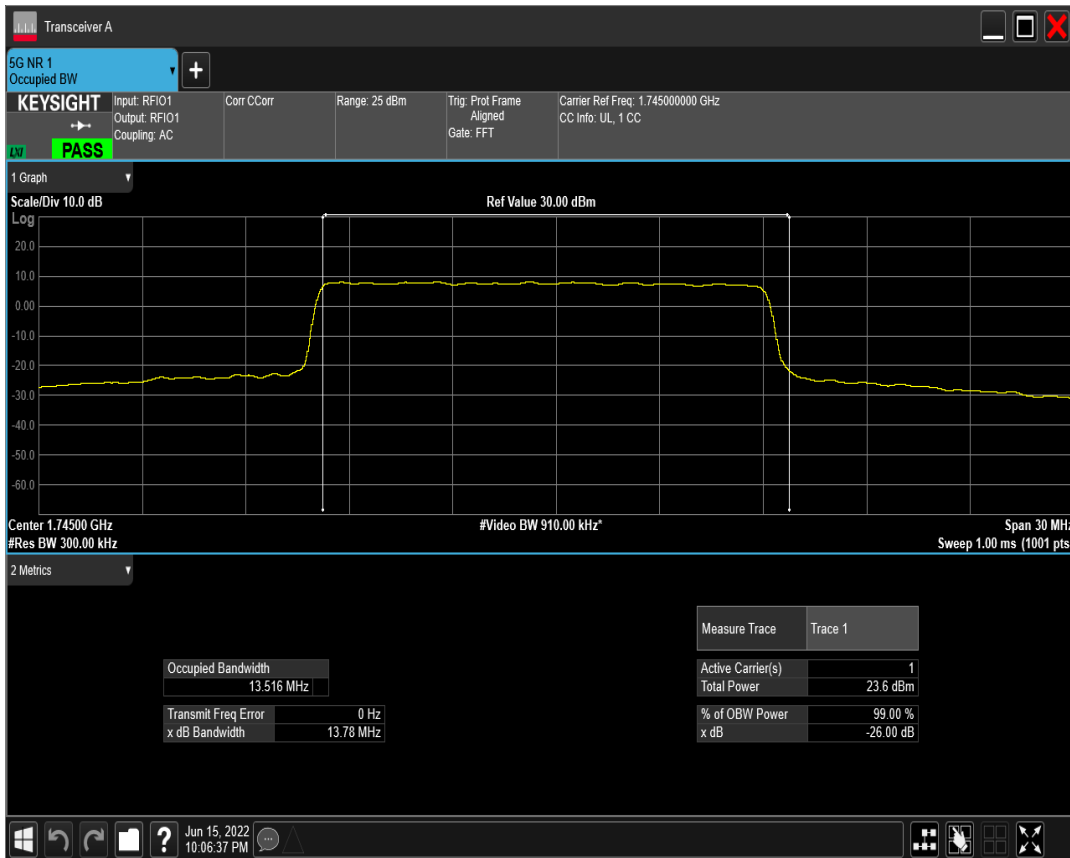 Transceiver A
5G NR 1
Occupied BW
KEYSIGHT
LXI
PASS
Input: RFIO1
Output: RFIO1
Coupling: AC
Corr CCorr
Range: 25 dBm
Trig: Prot Frame
Aligned
Gate: FFT
Carrier Ref Freq: 1.745000000 GHz
CC Info: UL, 1 CC
1 Graph
Scale/Div 10.0 dB
Ref Value 30.00 dBm
Log
20.0
10.0
0.00
-10.0
-20.0
-30.0
-40.0
-50.0
-60.0
Center 1.74500 GHz
#Video BW 910.00 kHz*
Span 30 MHz
#Res BW 300.00 kHz
Sweep 1.00 ms (1001 pts
2 Metrics
Measure Trace Trace 1
Occupied Bandwidth
13.516 MHz
Active Carrier(s) 1
Total Power 23.6 dBm
Transmit Freq Error 0 Hz
x dB Bandwidth 13.78 MHz
% of OBW Power 99.00 %
x dB -26.00 dB
?
Jun 15, 2022
10:06:37 PM